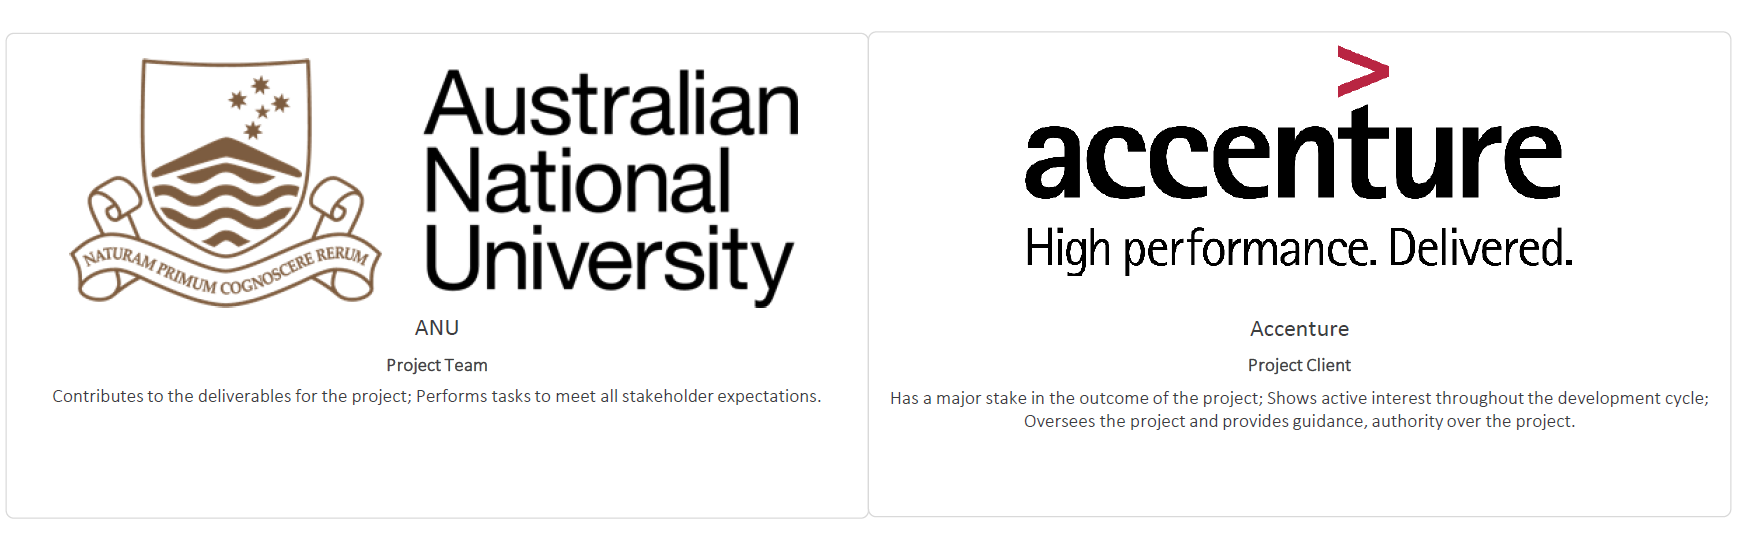 NATURAM PRIMUM COGNOSCERE RERUM
Australian
National
University
ANU
Project Team
Contributes to the deliverables for the project; Performs tasks to meet all stakeholder expectations.
>
accenture
High performance. Delivered.
Accenture
Project Client
Has a major stake in the outcome of the project; Shows active interest throughout the development cycle;
Oversees the project and provides guidance, authority over the project.